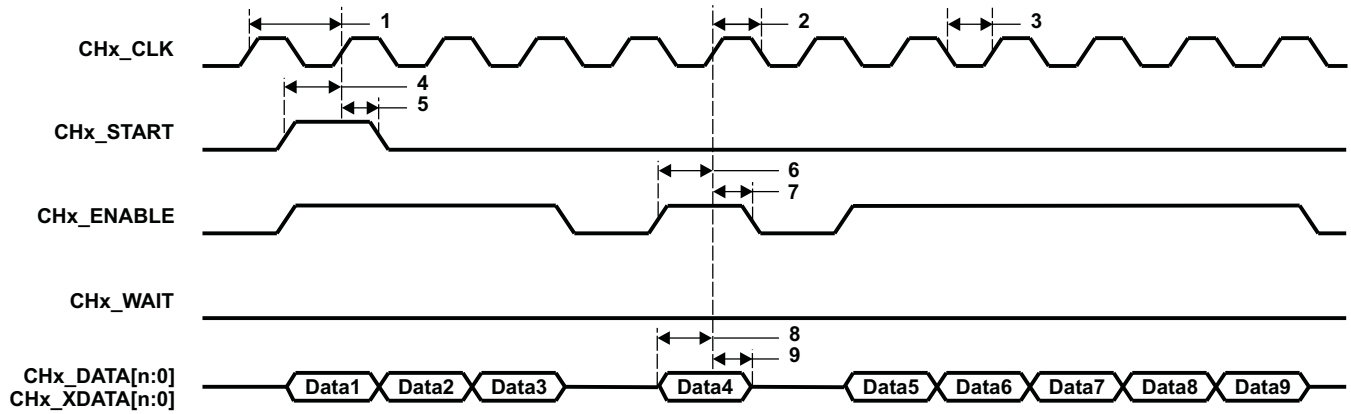 1 2 3
CHx_CLK
4
5
CHx_START
6
7
CHx_ENABLE
CHx_WAIT
8
9
CHx_DATA[n:0]
CHx_XDATA[n:0]
Data1 Data2 Data3 Data4 Data5 Data6 Data7 Data8 Data9